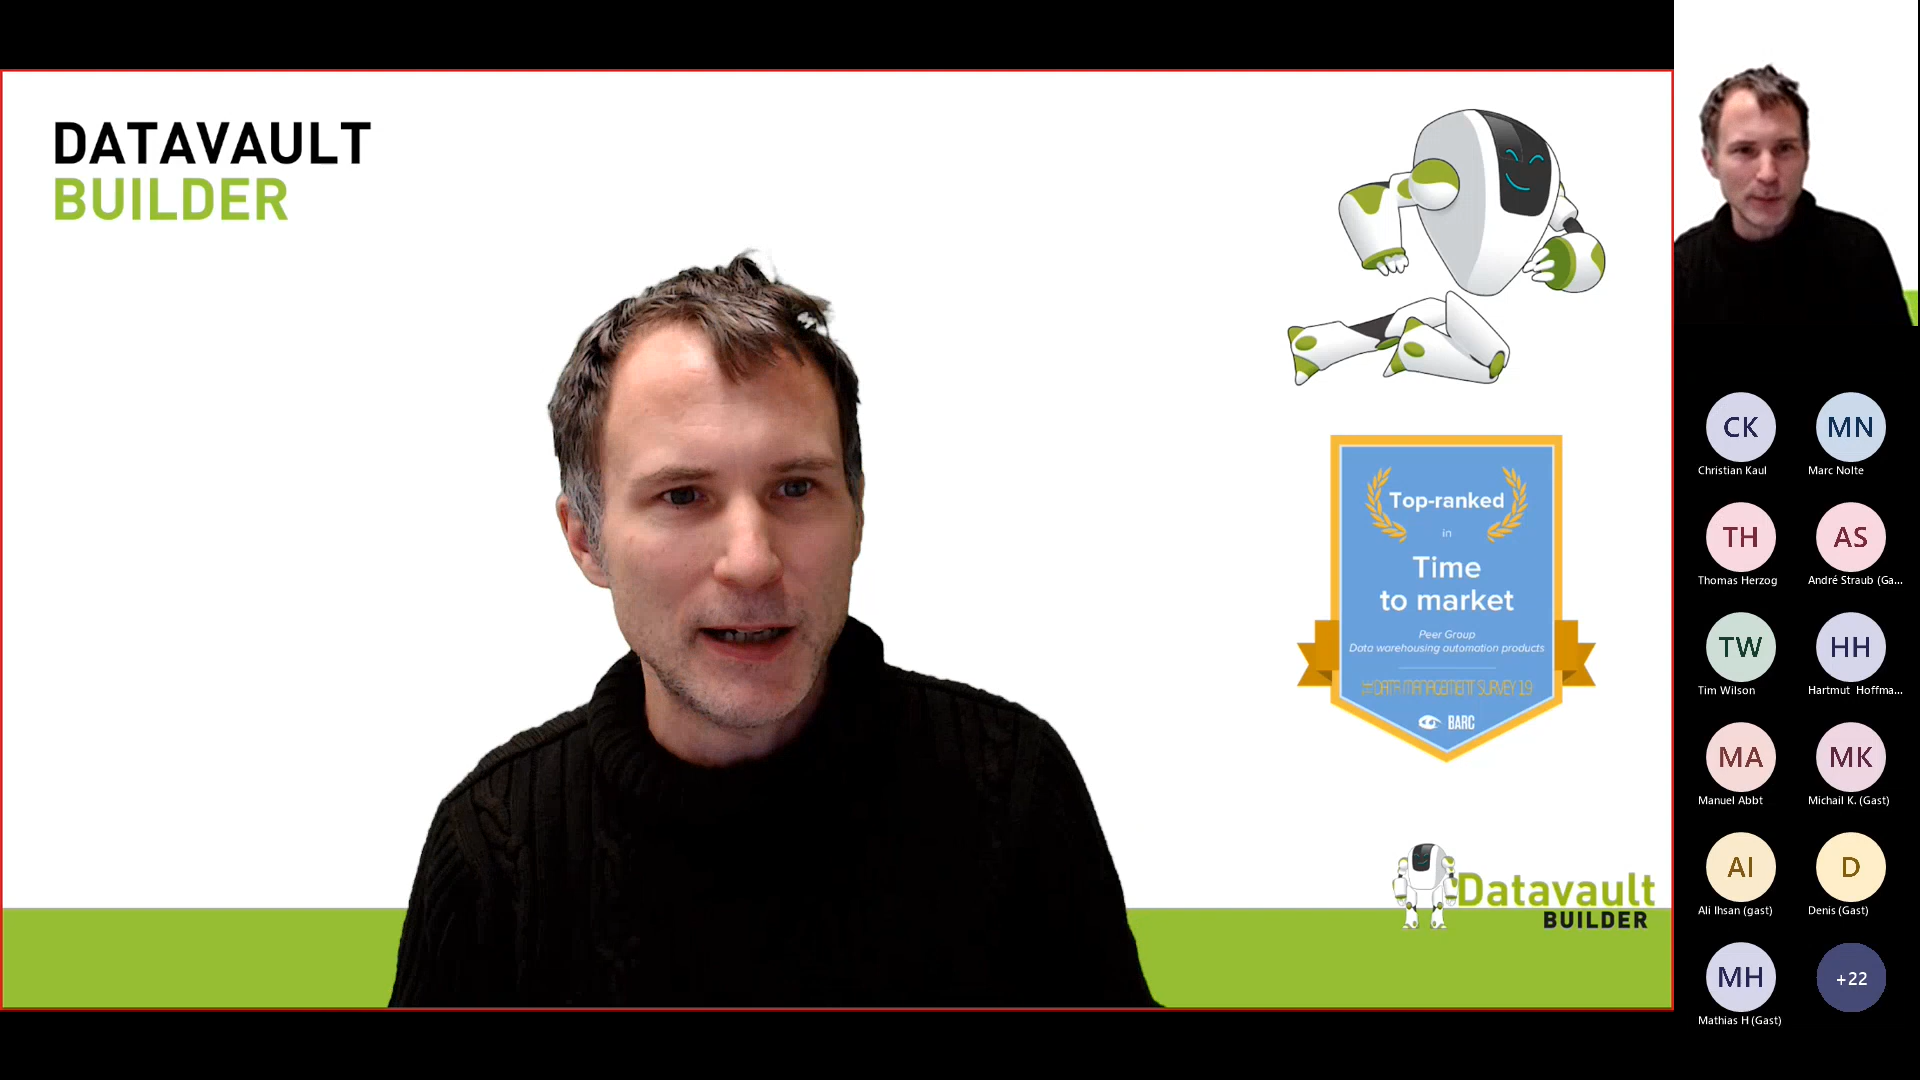 DATAVAULT
BUILDER
Top-ranked
in
Time
to market
Peer Group
Data warehousing automation products
DATA MANAGEMENT SURVEY 19
BARC
Datavault
BUILDER
CK
Christian Kaul
MN
Marc Nolte
TH
Thomas Herzog
AS
André Straub (Ga...
TW
Tim Wilson
HH
Hartmut Hoffma...
MA
Manuel Abbt
MK
Michail K. (Gast)
AI
Ali Ihsan (gast)
D
Denis (Gast)
MH
Mathias H (Gast)
+22